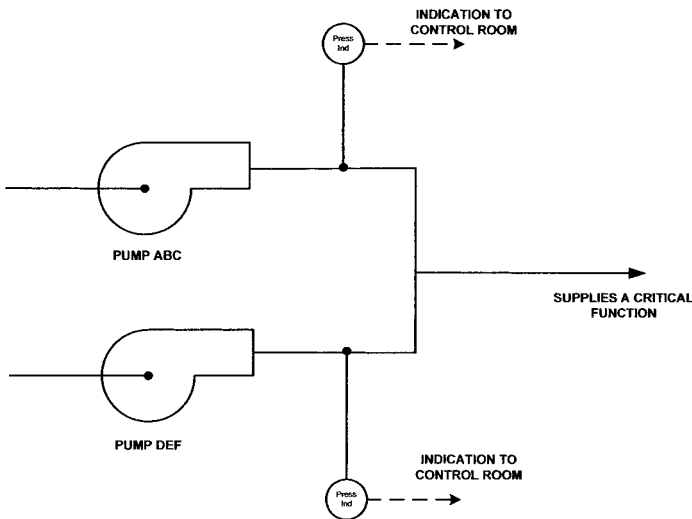 INDICATION TO
CONTROL ROOM
Press
Ind
PUMP ABC
SUPPLIES A CRITICAL
FUNCTION
PUMP DEF
INDICATION TO
CONTROL ROOM
Press
Ind